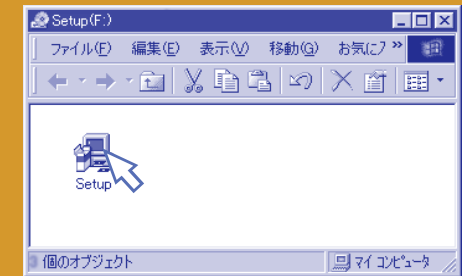 Setup(F:)
ファイル(F) 編集(E) 表示(V) 移動(G) お気に入 »
Setup
個のオブジェクト
マイ コンピュータ